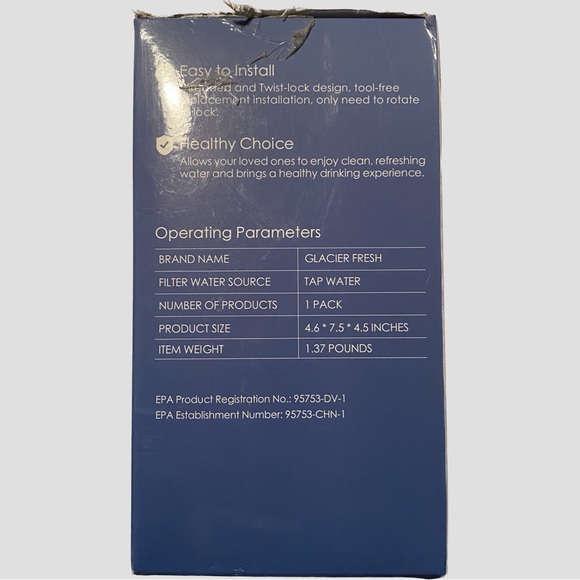 Easy to Install
and Twist-lock design, tool-free
installation, only need to rotate
Healthy Choice
Allows your loved ones to enjoy clean, refreshing
water and brings a healthy drinking experience.
Operating Parameters
BRAND NAME GLACIER FRESH
FILTER WATER SOURCE TAP WATER
NUMBER OF PRODUCTS 1 PACK
PRODUCT SIZE 4.6 * 7.5 * 4.5 INCHES
ITEM WEIGHT 1.37 POUNDS
EPA Product Registration No.: 95753-DV-1
EPA Establishment Number: 95753-CHN-1